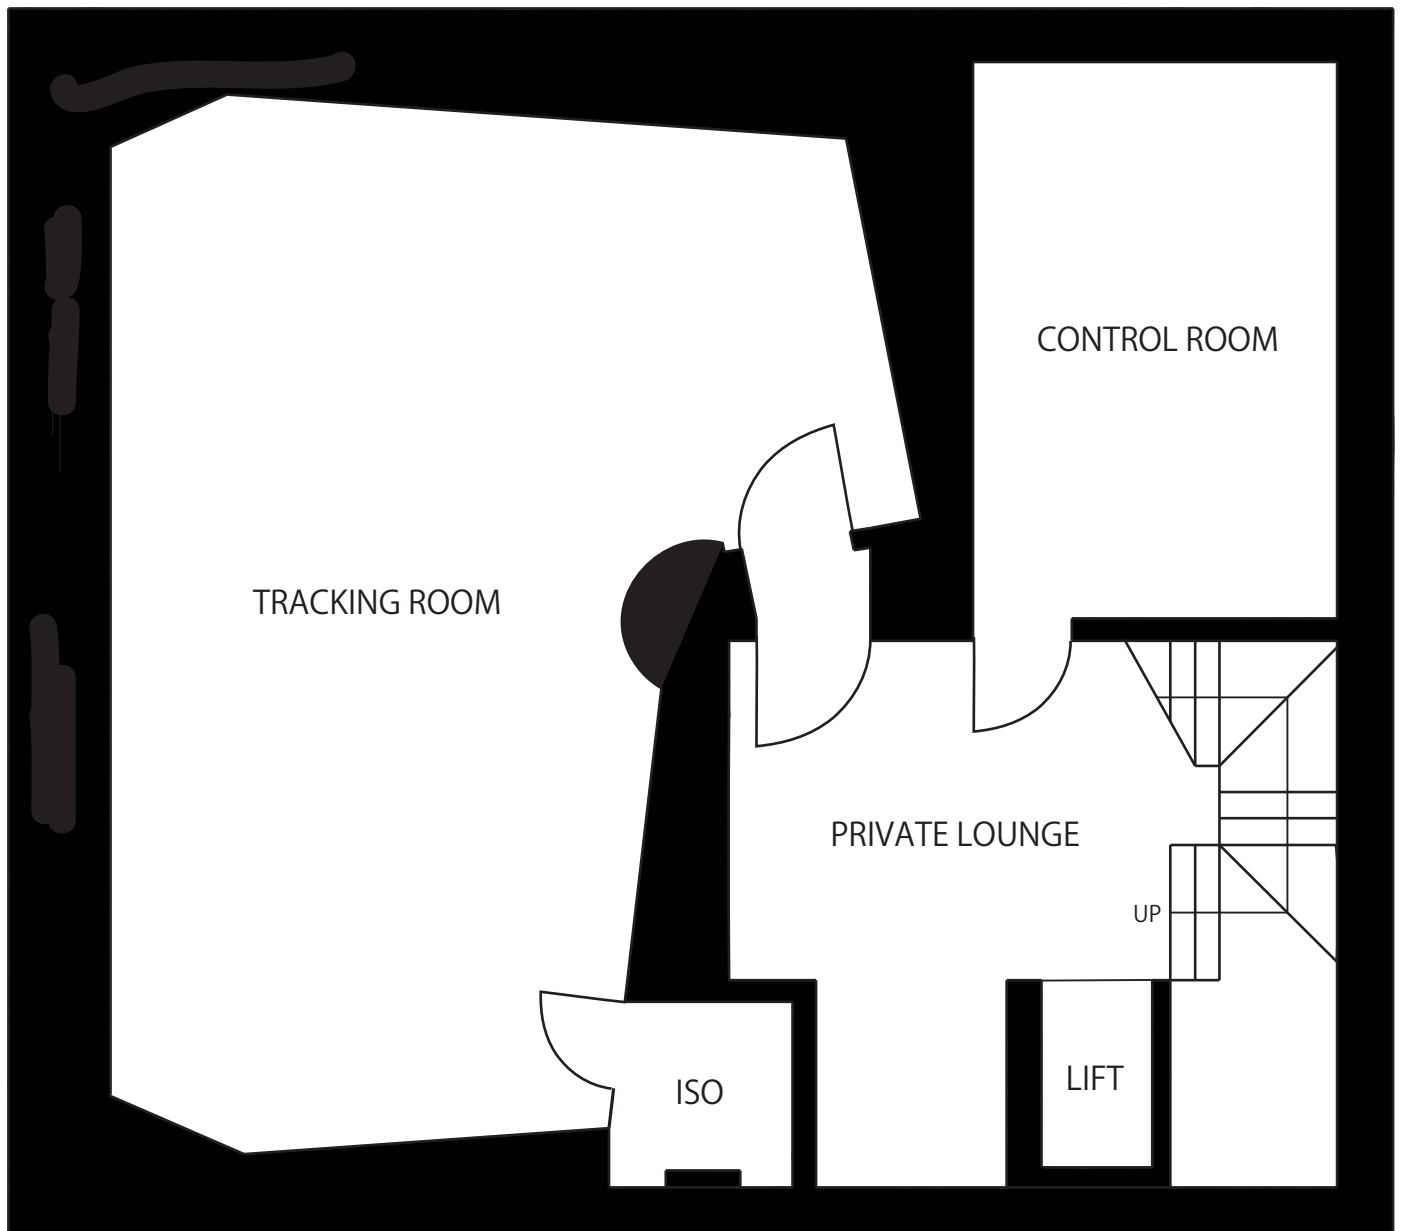 CONTROL ROOM
TRACKING ROOM
PRIVATE LOUNGE
UP
LIFT
ISO